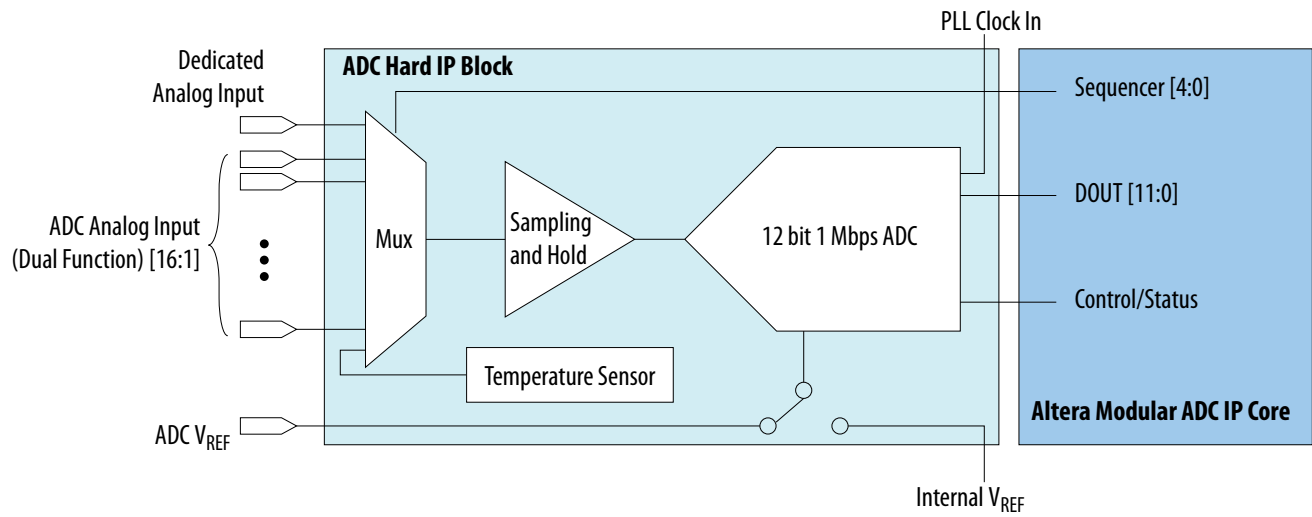 PLL Clock In
Dedicated
Analog Input
ADC Hard IP Block
Sequencer [4:0]
DOUT [11:0]
Control/Status
Altera Modular ADC IP Core
ADC Analog Input
(Dual Function) [16:1]
Mux
Sampling
and Hold
12 bit 1 Mbps ADC
Temperature Sensor
ADC VREF
Internal VREF